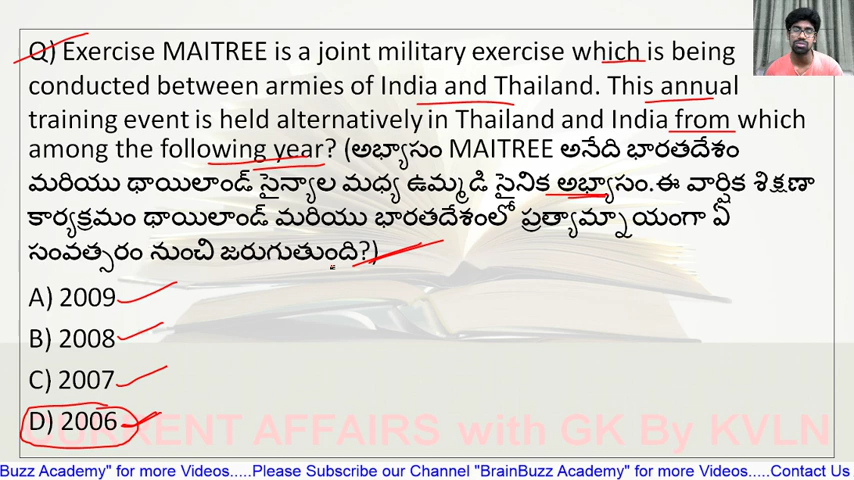 Q) Exercise MAITREE is a joint military exercise which is being
conducted between armies of India and Thailand. This annual
training event is held alternatively in Thailand and India from which
among the following year? (అభ్యాసం MAITREE అనేది భారతదేశం
మరియు థాయిలాండ్ సైన్యాల మధ్య ఉమ్మడి సైనిక అభ్యాసం.ఈ వార్షిక శిక్షణా
కార్యక్రమం థాయిలాండ్ మరియు భారతదేశంలో ప్రత్యామ్నాయంగా ఏ
సంవత్సరం నుంచి జరుగుతుంది?)
A) 2009
B) 2008
C) 2007
D) 2006
CURRENT AFFAIRS with GK By KVLN
Buzz Academy" for more Videos.....Please Subscribe our Channel "BrainBuzz Academy" for more Videos.....Contact Us